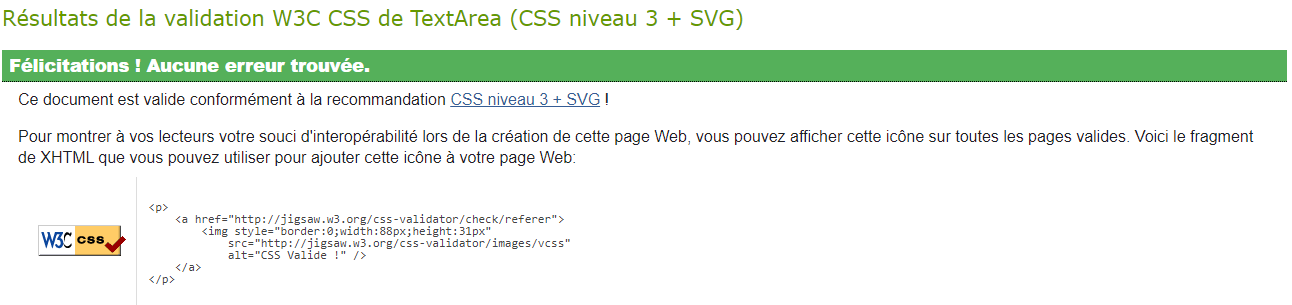 Résultats de la validation W3C CSS de TextArea (CSS niveau 3 + SVG)
Félicitations ! Aucune erreur trouvée.
Ce document est valide conformément à la recommandation CSS niveau 3 + SVG !
Pour montrer à vos lecteurs votre souci d'interopérabilité lors de la création de cette page Web, vous pouvez afficher cette icône sur toutes les pages valides. Voici le fragment
de XHTML que vous pouvez utiliser pour ajouter cette icône à votre page Web:
W3C css
<p>
<a href="http://jigsaw.w3.org/css-validator/check/referer">
<img style="border:0;width:88px;height:31px"
src="http://jigsaw.w3.org/css-validator/images/vcss"
alt="CSS Valide !" />
</a>
</p>